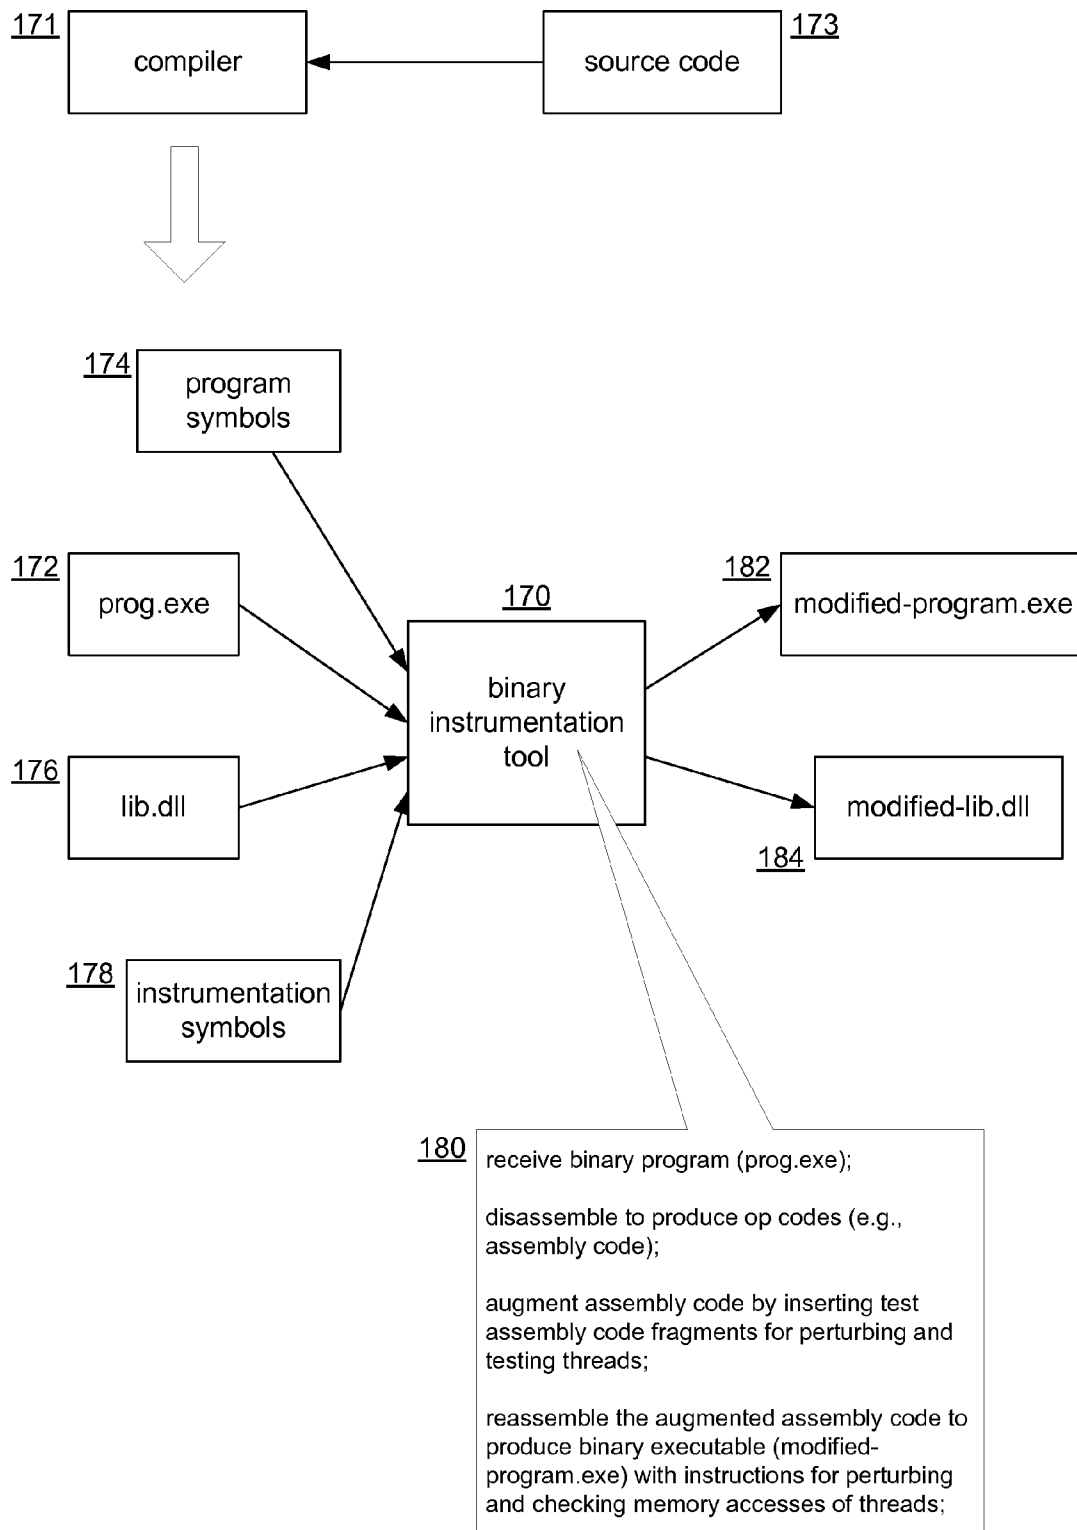 171
compiler
source code
173
174
program
symbols
172
prog.exe
170
binary
instrumentation
tool
182
modified-program.exe
176
lib.dll
modified-lib.dll
184
178
instrumentation
symbols
180
receive binary program (prog.exe);
disassemble to produce op codes (e.g.,
assembly code);
augment assembly code by inserting test
assembly code fragments for perturbing and
testing threads;
reassemble the augmented assembly code to
produce binary executable (modified-
program.exe) with instructions for perturbing
and checking memory accesses of threads;